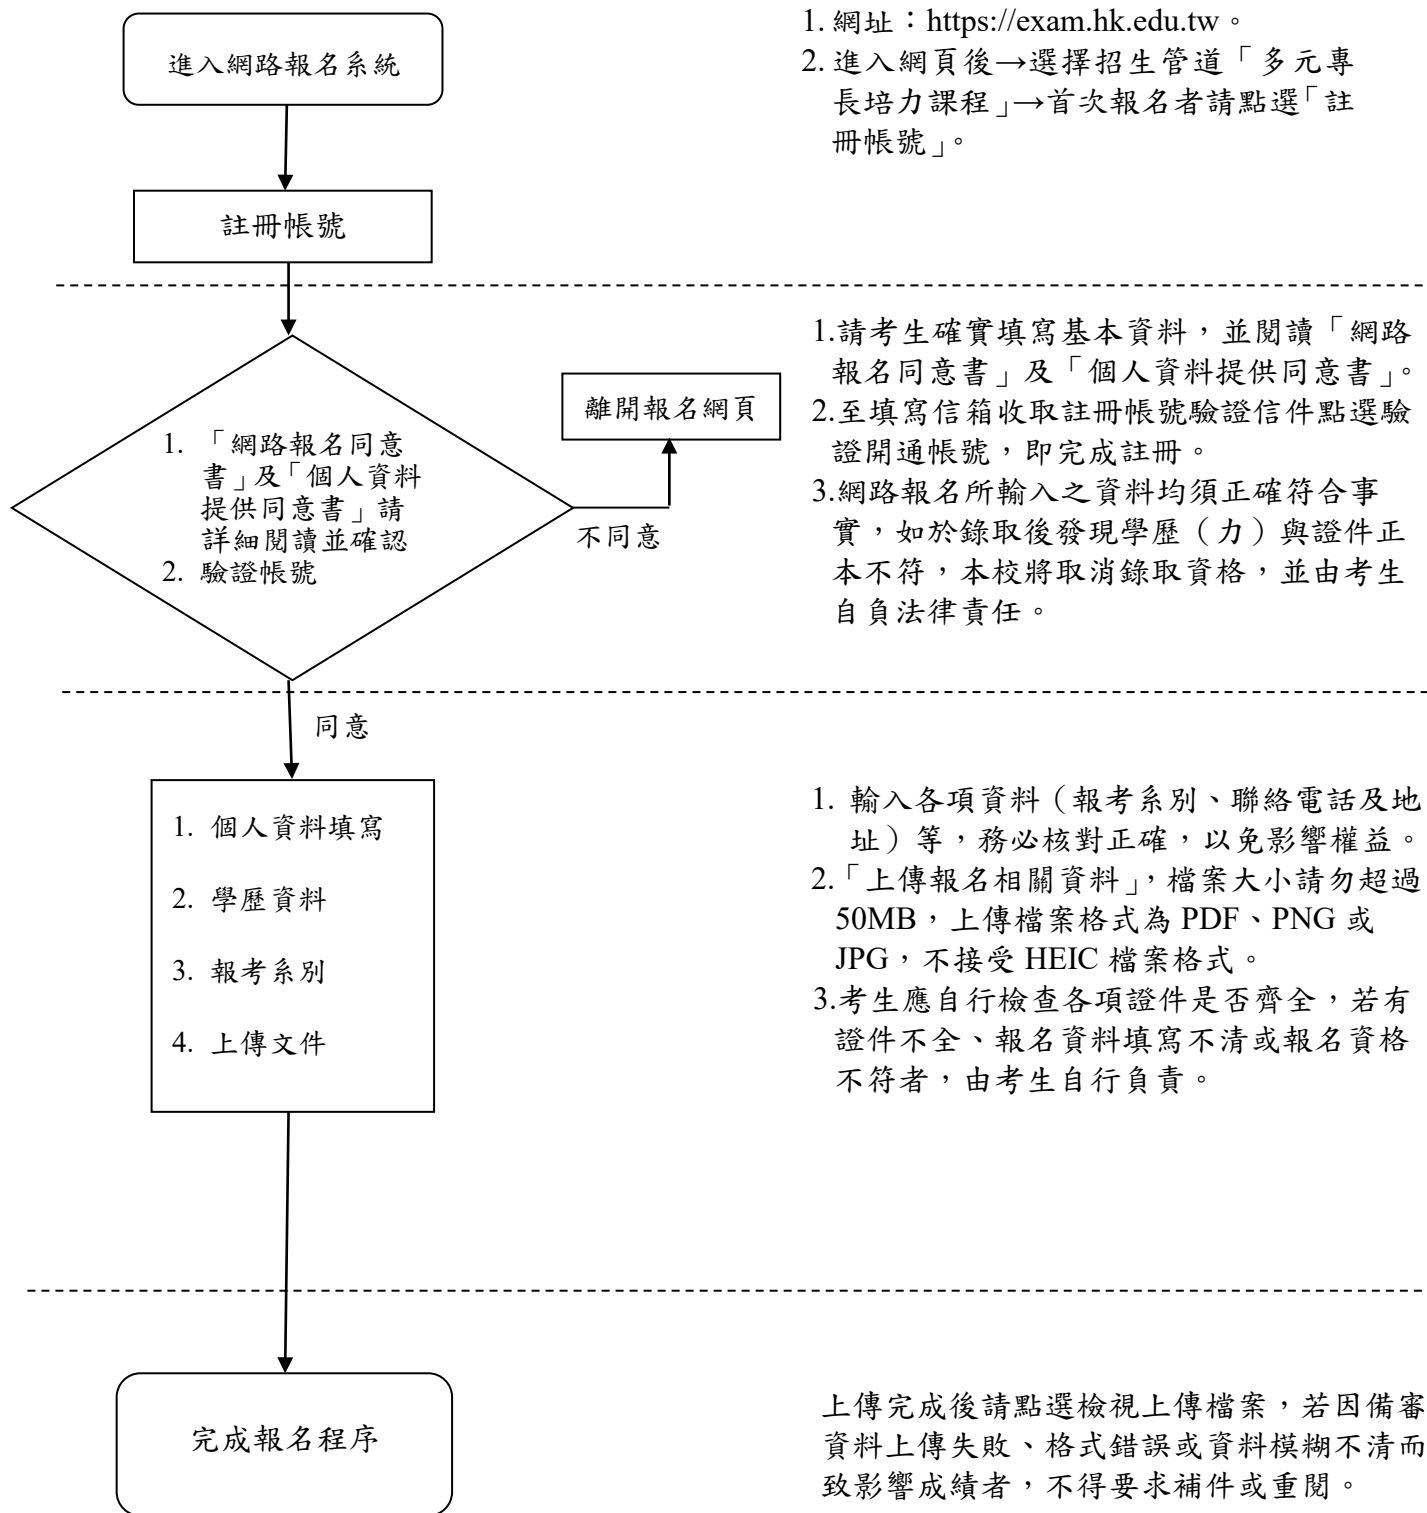 進入網路報名系統
1. 網址：https://exam.hk.edu.tw。
2. 進入網頁後→選擇招生管道「多元專
長培力課程」→首次報名者請點選「註
冊帳號」。
註冊帳號
1. 「網路報名同意
書」及「個人資料
提供同意書」請
詳細閱讀並確認
2. 驗證帳號
離開報名網頁
不同意
1.請考生確實填寫基本資料，並閱讀「網路
報名同意書」及「個人資料提供同意書」。
2.至填寫信箱收取註冊帳號驗證信件點選驗
證開通帳號，即完成註冊。
3.網路報名所輸入之資料均須正確符合事
實，如於錄取後發現學歷（力）與證件正
本不符，本校將取消錄取資格，並由考生
自負法律責任。
同意
1. 個人資料填寫
2. 學歷資料
3. 報考系別
4. 上傳文件
1. 輸入各項資料（報考系別、聯絡電話及地
址）等，務必核對正確，以免影響權益。
2.「上傳報名相關資料」，檔案大小請勿超過
50MB，上傳檔案格式為 PDF、PNG 或
JPG，不接受 HEIC 檔案格式。
3.考生應自行檢查各項證件是否齊全，若有
證件不全、報名資料填寫不清或報名資格
不符者，由考生自行負責。
完成報名程序
上傳完成後請點選檢視上傳檔案，若因備審
資料上傳失敗、格式錯誤或資料模糊不清而
致影響成績者，不得要求補件或重閱。